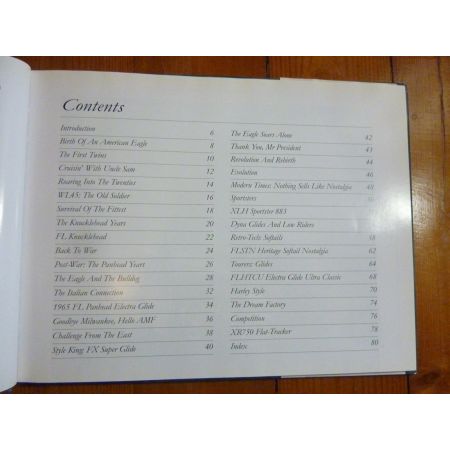 Contents
Introduction 6
Birth Of An American Eagle 8
The First Twins 10
Cruisin' With Uncle Sam 12
Roaring Into The Twenties 14
WL45: The Old Soldier 16
Survival Of The Fittest 18
The Knucklehead Years 20
FL Knucklehead 22
Back To War 24
Post-War: The Panhead Years 26
The Eagle And The Bulldog 28
The Italian Connection 32
1965 FL Panhead Electra Glide 34
Goodbye Milwaukee, Hello AMF 36
Challenge From The East 38
Style King: FX Super Glide 40
The Eagle Soars Alone 42
Thank You, Mr President 43
Revolution And Rebirth 44
Evolution 46
Modern Times: Nothing Sells Like Nostalgia 48
Sportsters
XLH Sportster 883
Dyna Glides And Low Riders
Retro-Tech: Softails 58
FLSTN Heritage Softail Nostalgia 62
Tourers: Glides 64
FLHTCU Electra Glide Ultra Classic 68
Harley Style 70
The Dream Factory 74
Competition 76
XR750 Flat-Tracker 78
Index 80